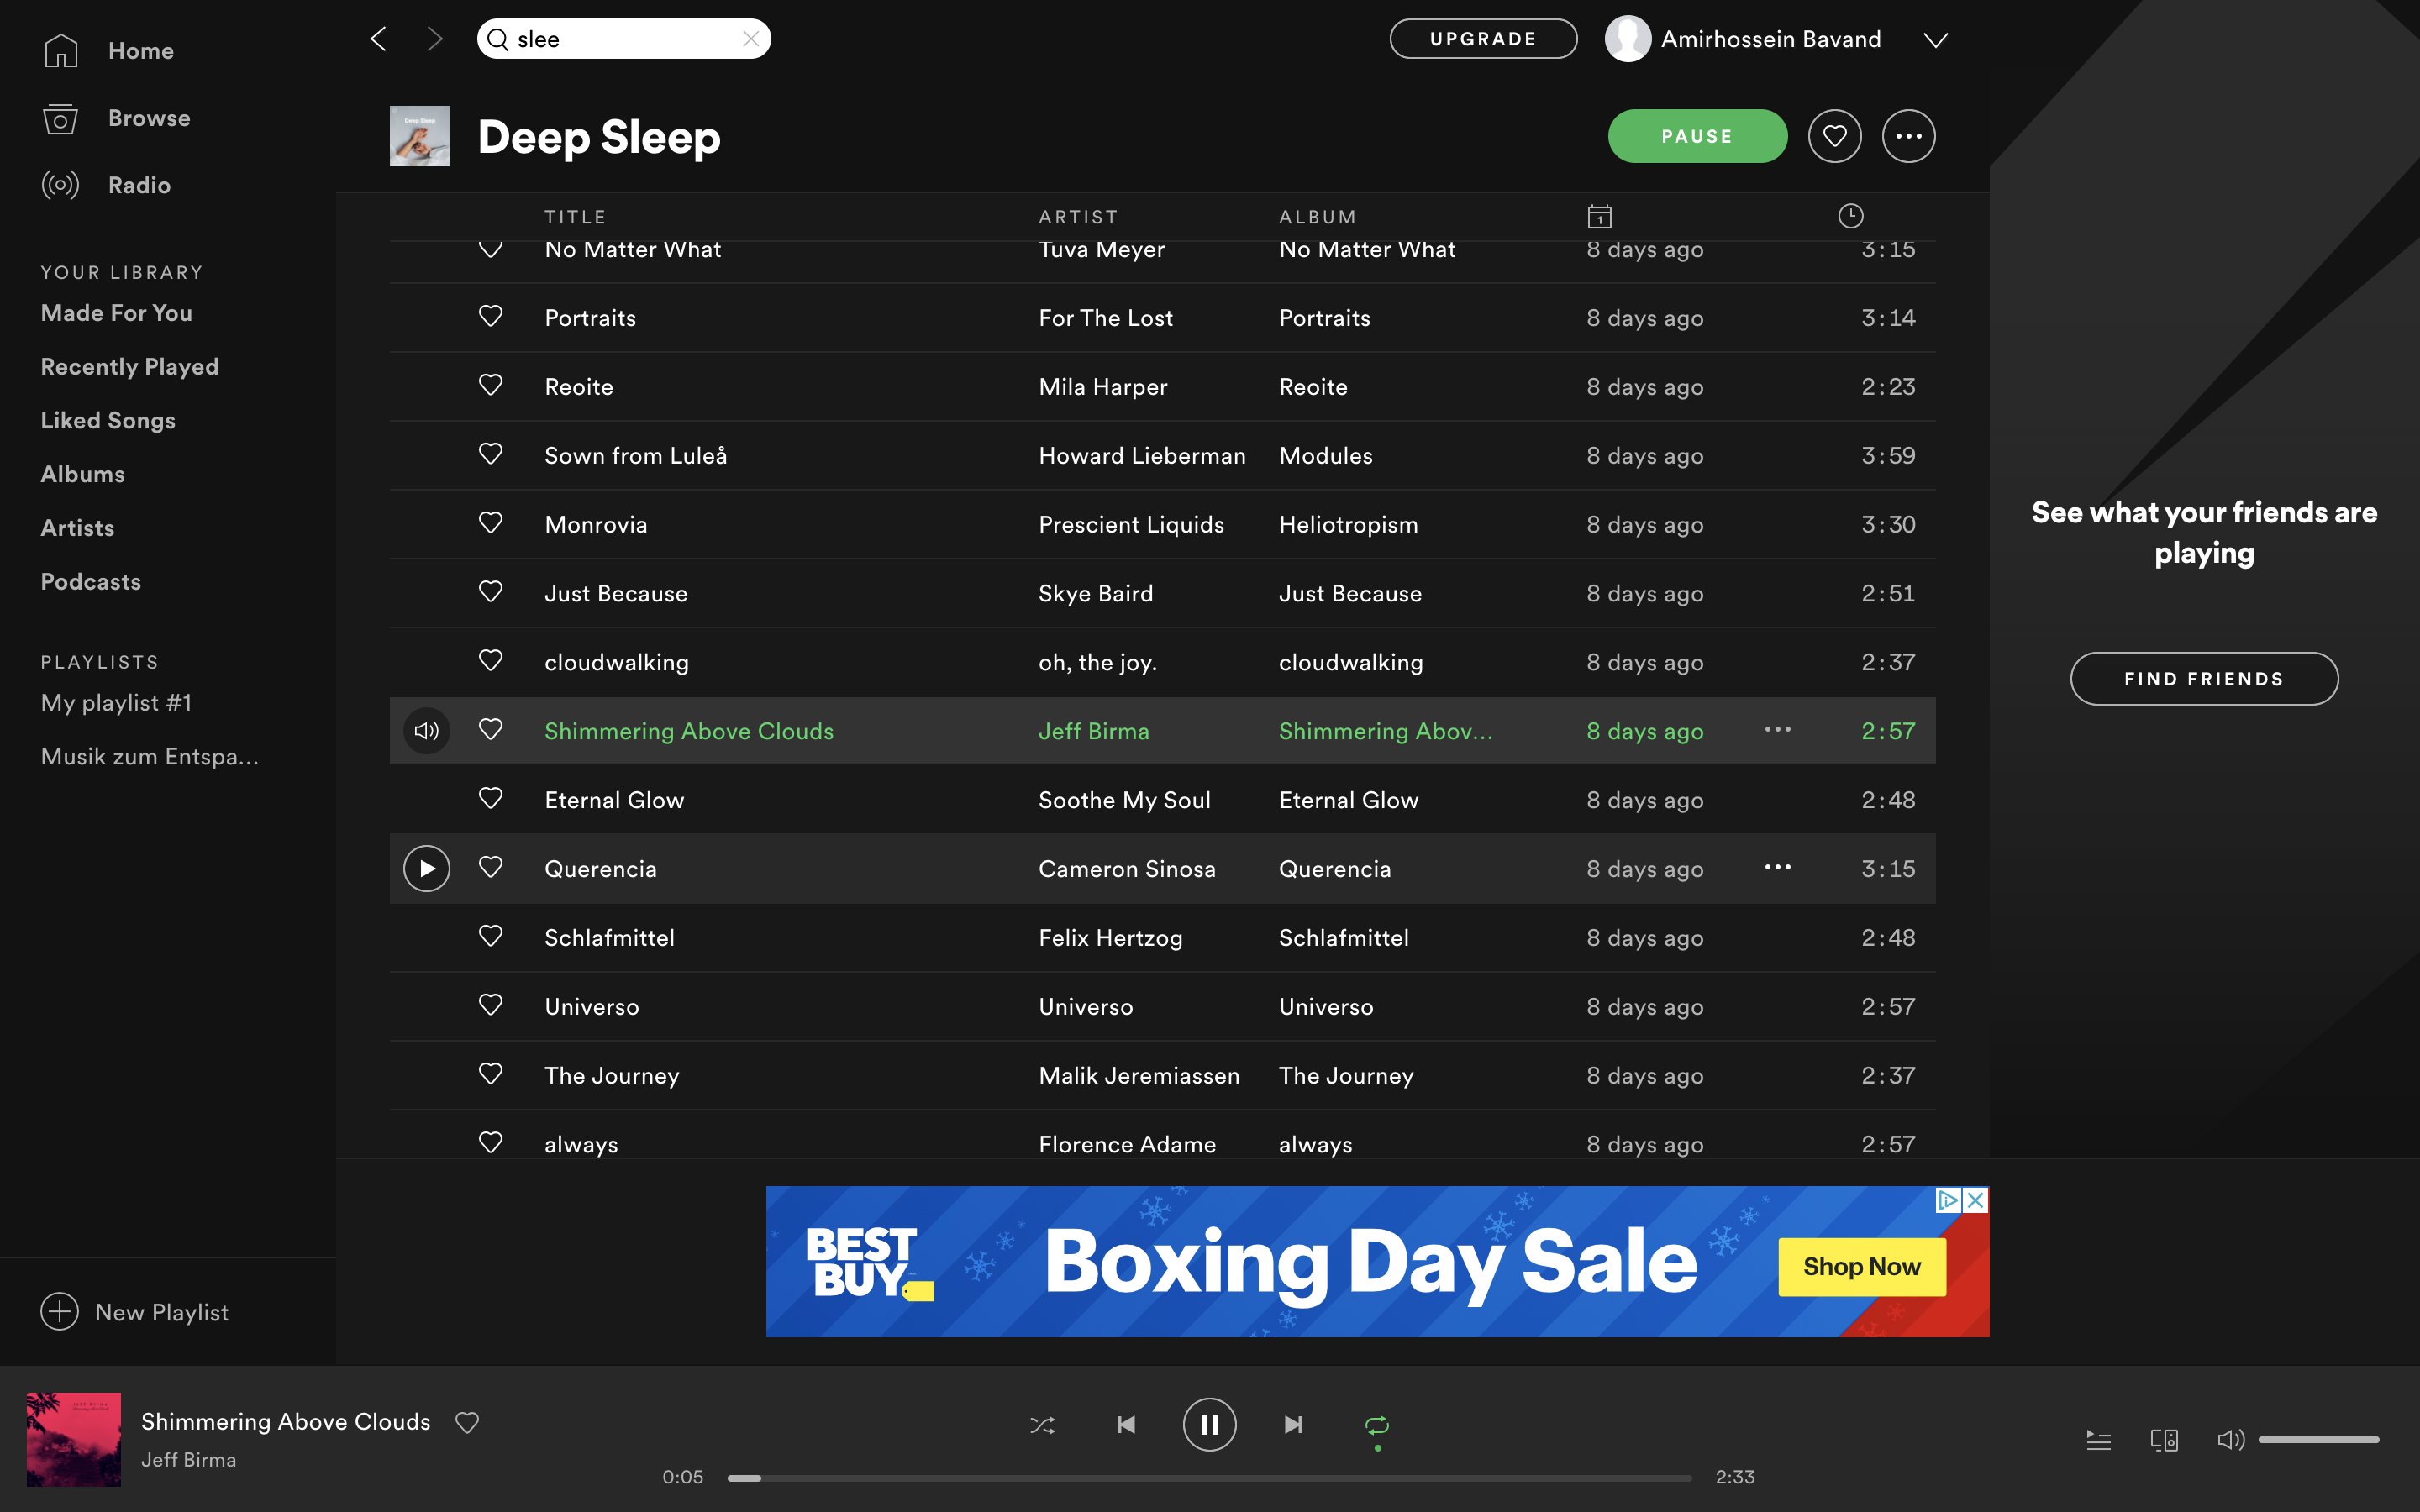 Home
Browse
Radio
YOUR LIBRARY
Made For You
Recently Played
Liked Songs
Albums
Artists
Podcasts
PLAYLISTS
My playlist #1
Musik zum Entspa...
New Playlist
slee
UPGRADE
Amirhossein Bavand
Deep Sleep
Deep Sleep
PAUSE
TITLE ARTIST ALBUM 1
No Matter What Tuva Meyer No Matter What 8 days ago 3:15
Portraits For The Lost Portraits 8 days ago 3:14
Reoite Mila Harper Reoite 8 days ago 2:23
Sown from Luleå Howard Lieberman Modules 8 days ago 3:59
Monrovia Prescient Liquids Heliotropism 8 days ago 3:30
Just Because Skye Baird Just Because 8 days ago 2:51
cloudwalking oh, the joy. cloudwalking 8 days ago 2:37
Shimmering Above Clouds Jeff Birma Shimmering Abov... 8 days ago 2:57
Eternal Glow Soothe My Soul Eternal Glow 8 days ago 2:48
Querencia Cameron Sinosa Querencia 8 days ago 3:15
Schlafmittel Felix Hertzog Schlafmittel 8 days ago 2:48
Universo Universo Universo 8 days ago 2:57
The Journey Malik Jeremiassen The Journey 8 days ago 2:37
always Florence Adame always 8 days ago 2:57
See what your friends are
playing
FIND FRIENDS
BEST
BUY
Boxing Day Sale
Shop Now
Shimmering Above Clouds
Jeff Birma
0:05 2:33